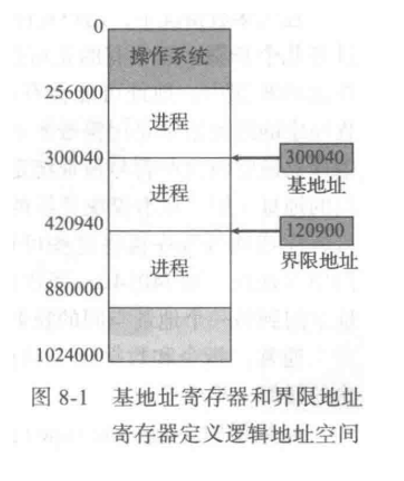 0
操作系统
256000
进程
300040
300040
基地址
进程
420940
120900
界限地址
进程
880000
1024000
图 8-1 基地址寄存器和界限地址
寄存器定义逻辑地址空间